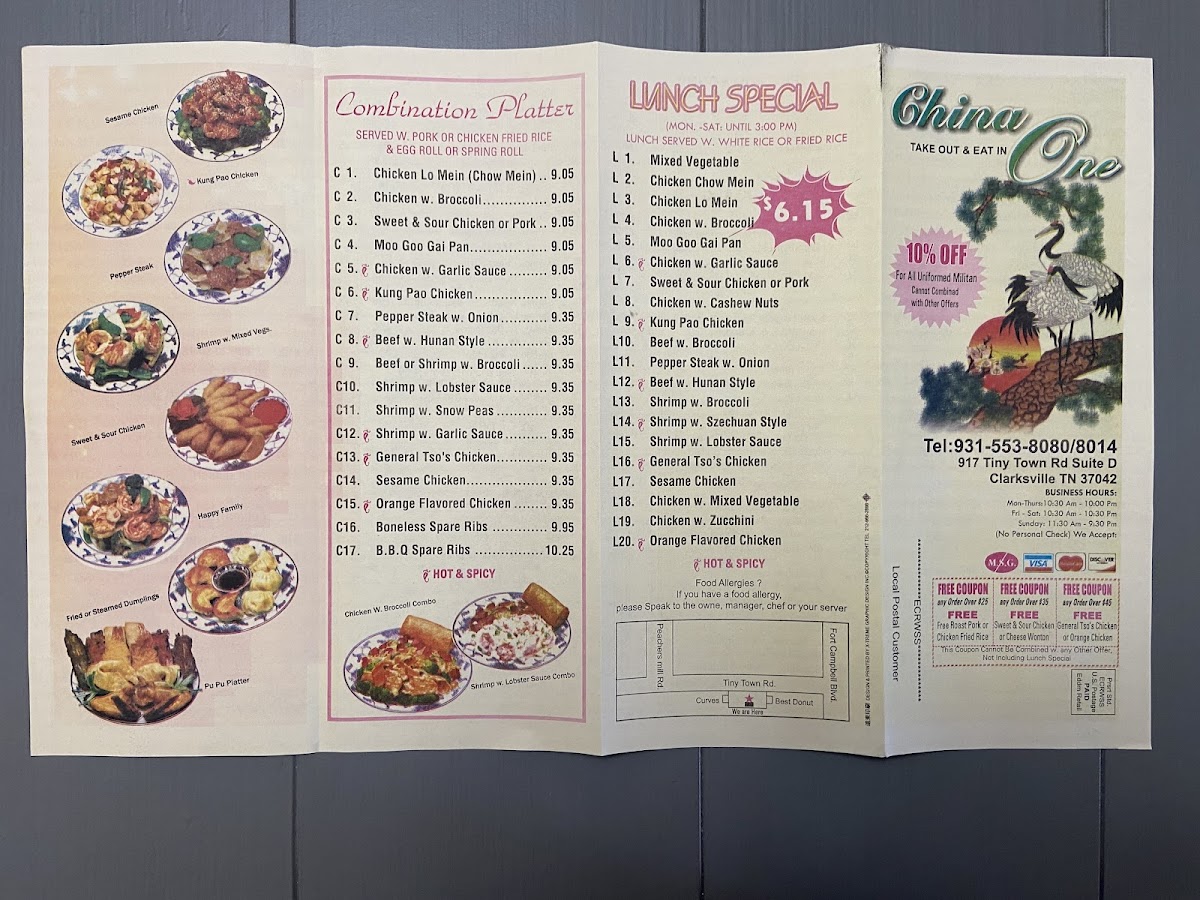 Sesame Chicken
Kung Pao Chicken
Pepper Steak
Shrimp w. Mixed Vegs.
Sweet & Sour Chicken
Happy Family
Fried or Steamed Dumplings
Pu Pu Platter
Combination Platter
SERVED W. PORK OR CHICKEN FRIED RICE
& EGG ROLL OR SPRING ROLL
C 1. Chicken Lo Mein (Chow Mein) .. 9.05
C 2. Chicken w. Broccoli............... 9.05
C 3. Sweet & Sour Chicken or Pork .. 9.05
C 4. Moo Goo Gai Pan.................. 9.05
C 5. Chicken w. Garlic Sauce ......... 9.05
C 6. Kung Pao Chicken................. 9.05
C 7. Pepper Steak w. Onion........... 9.35
C 8. Beef w. Hunan Style .............. 9.35
C 9. Beef or Shrimp w. Broccoli ...... 9.35
C10. Shrimp w. Lobster Sauce ........ 9.35
C11. Shrimp w. Snow Peas ............ 9.35
C12. Shrimp w. Garlic Sauce .......... 9.35
C13. General Tso's Chicken............ 9.35
C14. Sesame Chicken................... 9.35
C15. Orange Flavored Chicken ........ 9.35
C16. Boneless Spare Ribs .............. 9.95
C17. B.B.Q Spare Ribs ................ 10.25
HOT & SPICY
Chicken W. Broccoli Combo
Shrimp w. Lobster Sauce Combo
LUNCH SPECIAL
(MON. -SAT: UNTIL 3:00 PM)
LUNCH SERVED W. WHITE RICE OR FRIED RICE
L 1. Mixed Vegetable
L 2. Chicken Chow Mein
L 3. Chicken Lo Mein
L 4. Chicken w. Broccoli
$6.15
L 5. Moo Goo Gai Pan
L 6. Chicken w. Garlic Sauce
L 7. Sweet & Sour Chicken or Pork
L 8. Chicken w. Cashew Nuts
L 9. Kung Pao Chicken
L10. Beef w. Broccoli
L11. Pepper Steak w. Onion
L12. Beef w. Hunan Style
L13. Shrimp w. Broccoli
L14. Shrimp w. Szechuan Style
L15. Shrimp w. Lobster Sauce
L16. General Tso's Chicken
L17. Sesame Chicken
L18. Chicken w. Mixed Vegetable
L19. Chicken w. Zucchini
L20. Orange Flavored Chicken
HOT & SPICY
Food Allergies ?
If you have a food allergy,
please Speak to the owne, manager, chef or your server
Peachers mill Rd.
Fort Campbell Blvd.
Tiny Town Rd.
Curves
We are Here
Best Donut
China One
TAKE OUT & EAT IN
10% OFF
For All Uniformed Militari
Cannot Combined
with Other Offers
Tel:931-553-8080/8014
917 Tiny Town Rd Suite D
Clarksville TN 37042
BUSINESS HOURS:
Mon-Thurs:10:30 Am - 10:00 Pm
Fri - Sat: 10:30 Am - 10:30 Pm
Sunday: 11:30 Am - 9:30 Pm
(No Personal Check) We Accept:
M.S.G.
VISA
MasterCard
DISCOVER
ECRWSS
Local Postal Customer
FREE COUPON
any Order Over $25
FREE
Free Roast Pork or
Chicken Fried Rice
FREE COUPON
any Order Over $35
FREE
Sweet & Sour Chicken
or Cheese Wonton
FREE COUPON
any Order Over $45
FREE
General Tso's Chicken
or Orange Chicken
This Coupon Cannot Be Combined w. any Other Offer,
Not Including Lunch Special
Prsrt Std.
ECRWSS
U.S. Postage
PAID
Eddm Retail